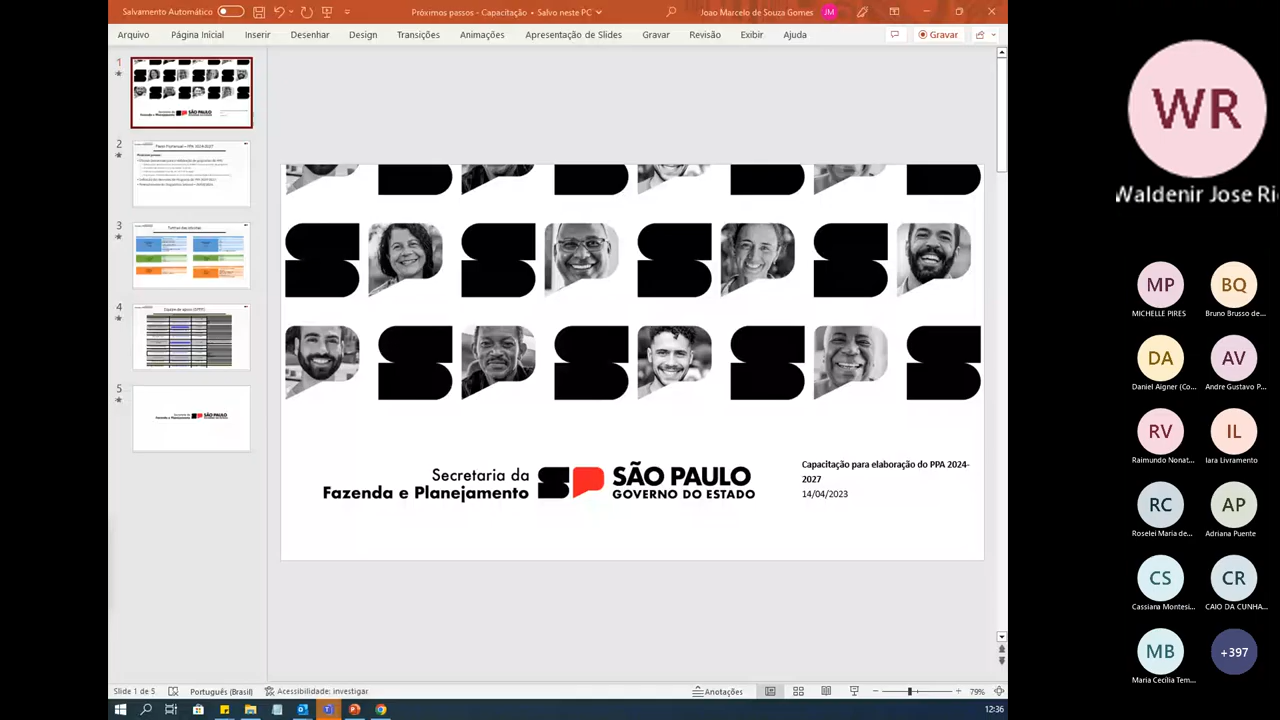 Salvamento Automático
Próximos passos - Capacitação • Salvo neste PC
Joao Marcelo de Souza Gomes
JM
Arquivo
Página Inicial
Inserir
Desenhar
Design
Transições
Animações
Apresentação de Slides
Gravar
Revisão
Exibir
Ajuda
Gravar
1
2
3
4
5
Secretaria da
Fazenda e Planejamento
SÃO PAULO
GOVERNO DO ESTADO
Capacitação para elaboração do PPA 2024-
2027
14/04/2023
Slide 1 de 5
Português (Brasil)
Acessibilidade: investigar
Anotações
79%
12:36
WR
Waldenir Jose Ri
MP
MICHELLE PIRES
BQ
Bruno Brusso de...
DA
Daniel Aigner (Co...
AV
Andre Gustavo P...
RV
Raimundo Nonat...
IL
Iara Livramento
RC
Roselei Maria de...
AP
Adriana Puente
CS
Cassiana Montesi...
CR
CAIO DA CUNHA...
MB
Maria Cecília Tem...
+397